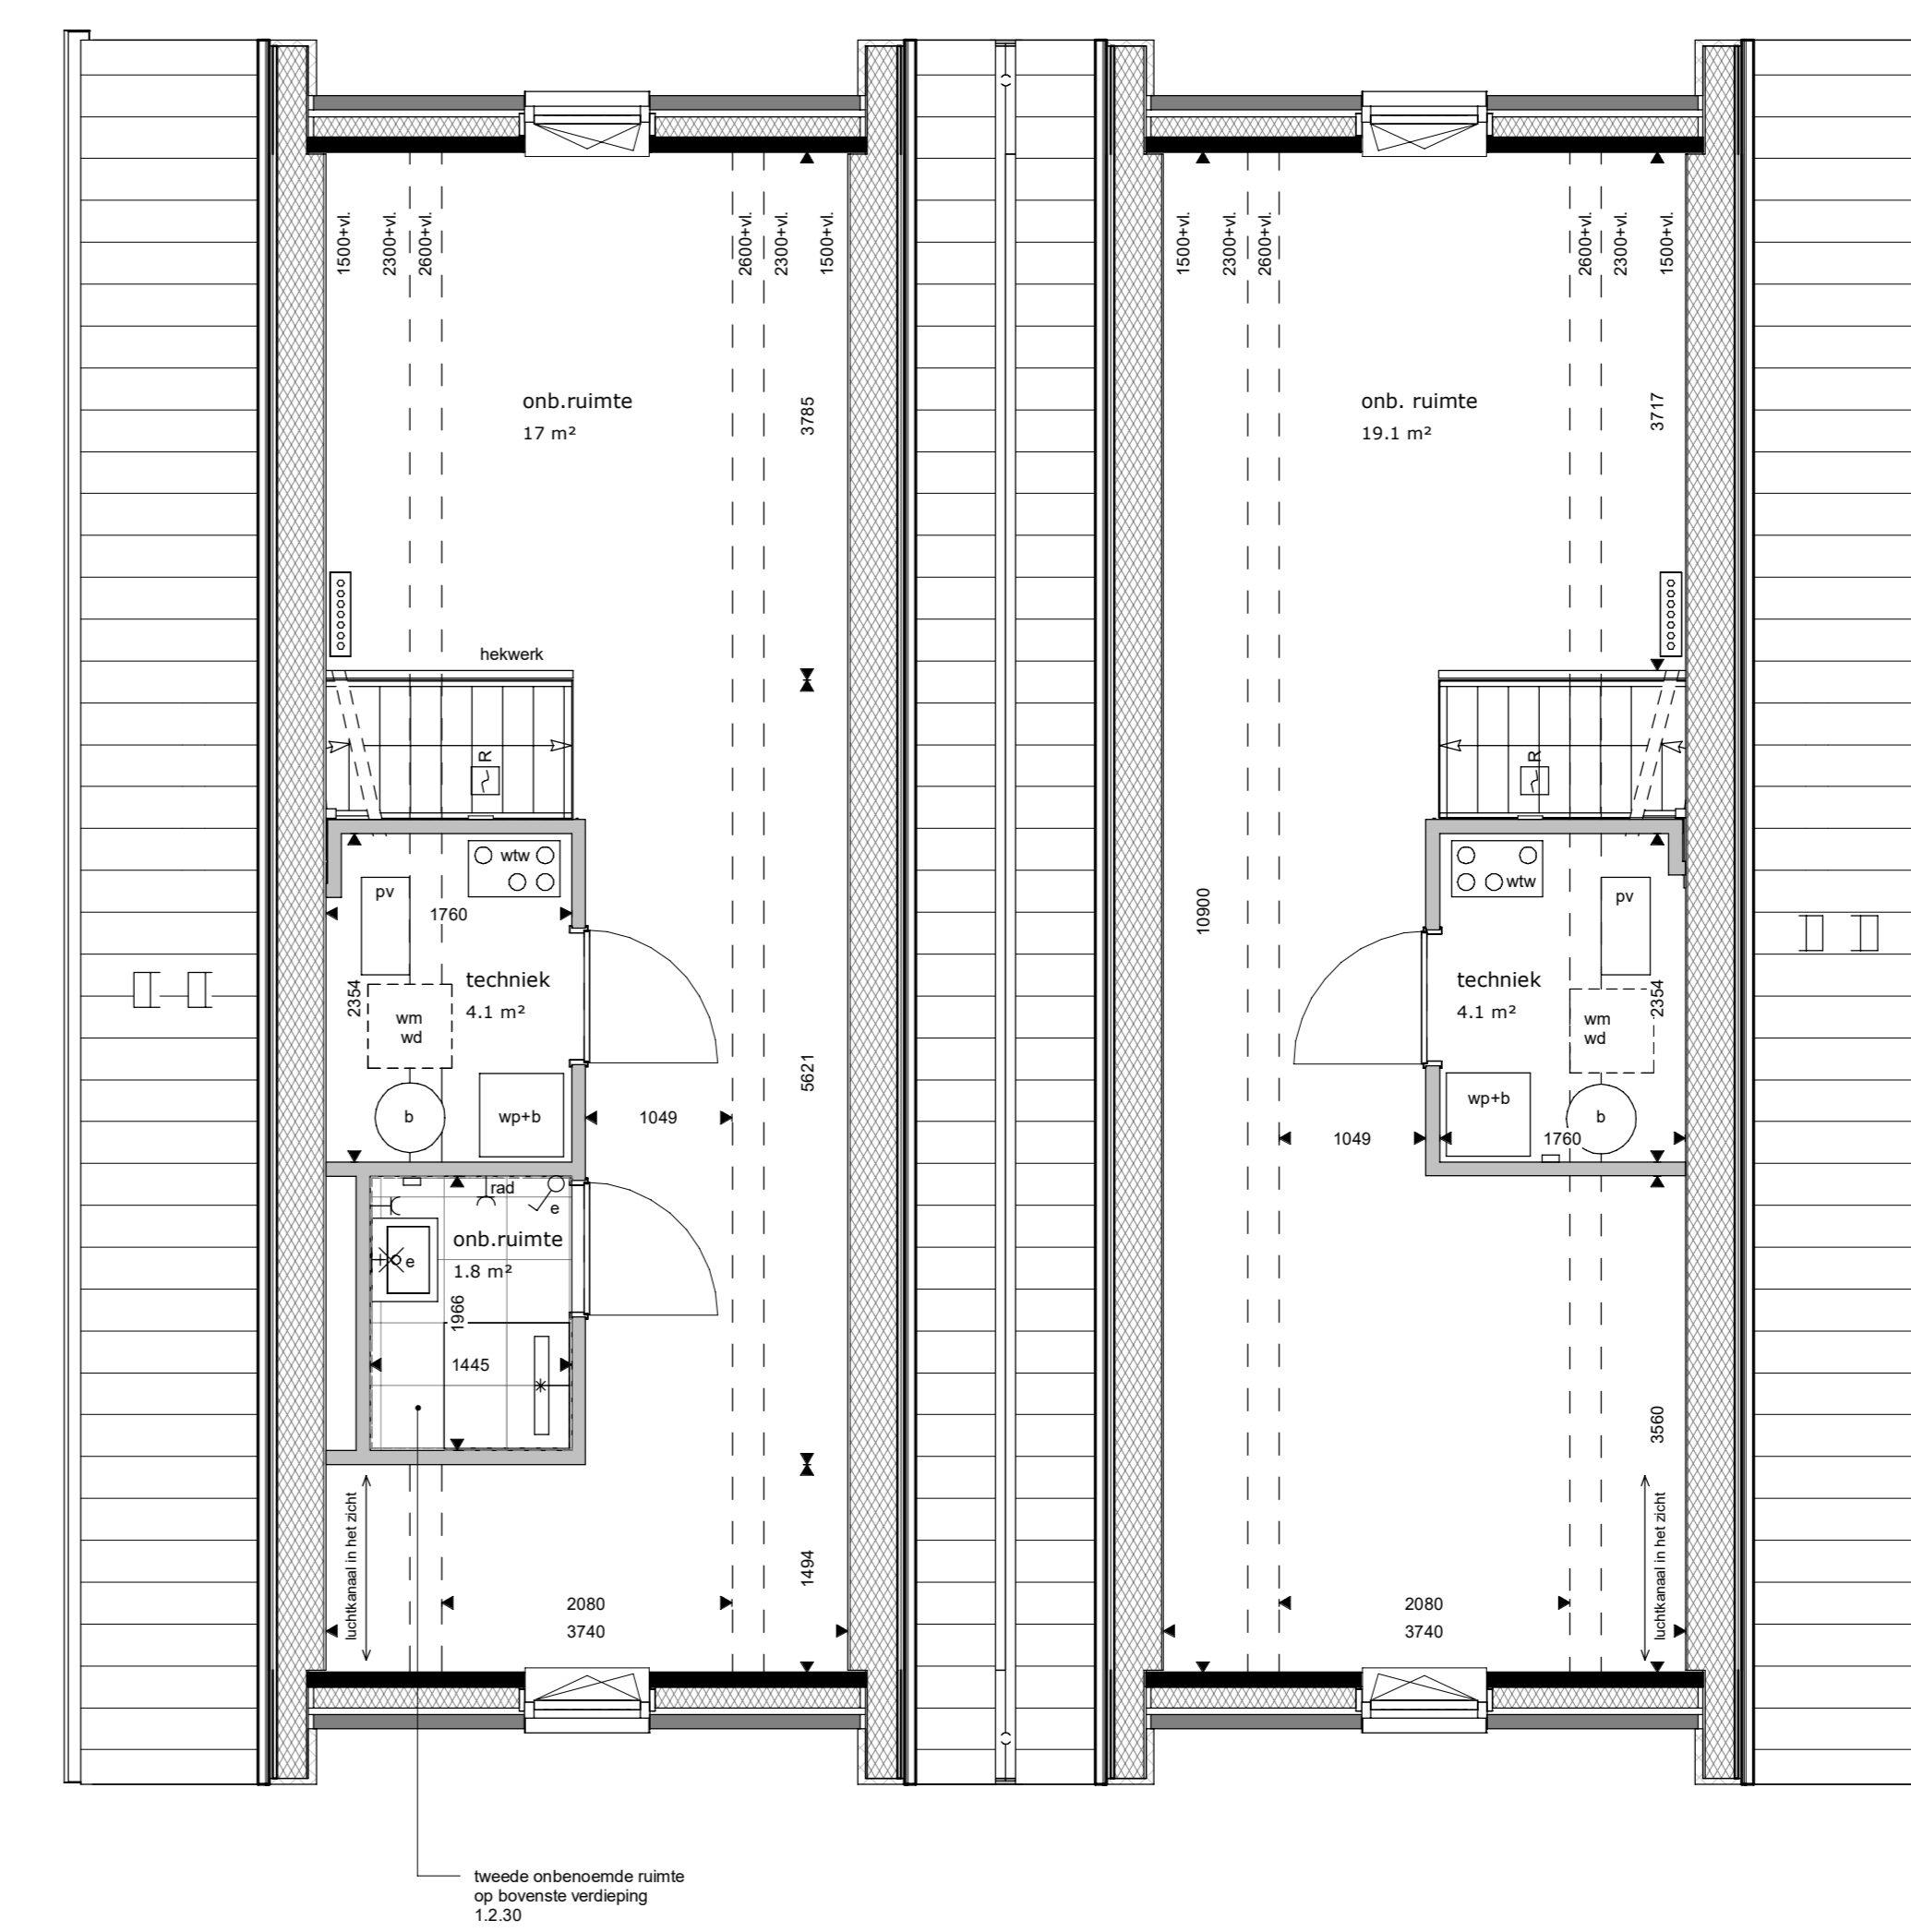 1500+vl.
2300+vl.
2600+vl.
2600+vl.
2300+vl.
1500+vl.
onb.ruimte
17 m²
3785
hekwerk
R
wtw
pv
1760
techniek
4.1 m²
2354
wm
wd
b
wp+b
1049
5621
rad
e
onb.ruimte
e
1.8 m²
1966
1445
luchtkanaal in het zicht
1494
2080
3740
tweede onbenoemde ruimte
op bovenste verdieping
1.2.30
1500+vl.
2300+vl.
2600+vl.
2600+vl.
2300+vl.
1500+vl.
onb. ruimte
19.1 m²
3717
R
wtw
pv
10900
techniek
4.1 m²
2354
wm
wd
wp+b
b
1049
1760
3560
luchtkanaal in het zicht
2080
3740